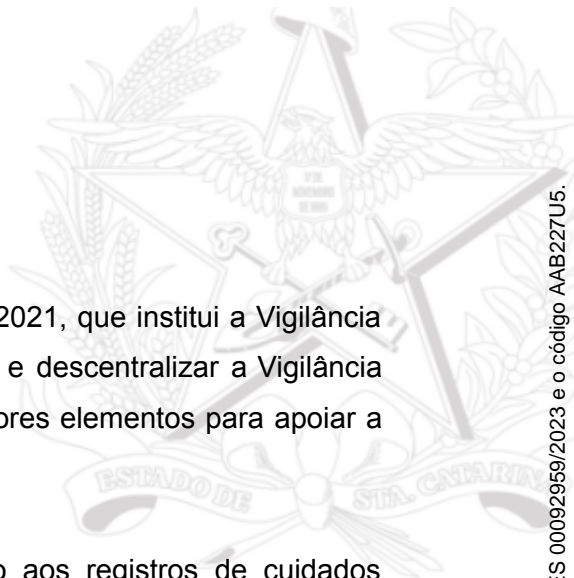 2021, que institui a Vigilância
e descentralizar a Vigilância
ores elementos para apoiar a
ESTADO DE STA. CATARIN
o aos registros de cuidados
ES 00092959/2023 e o código AAB227U5.